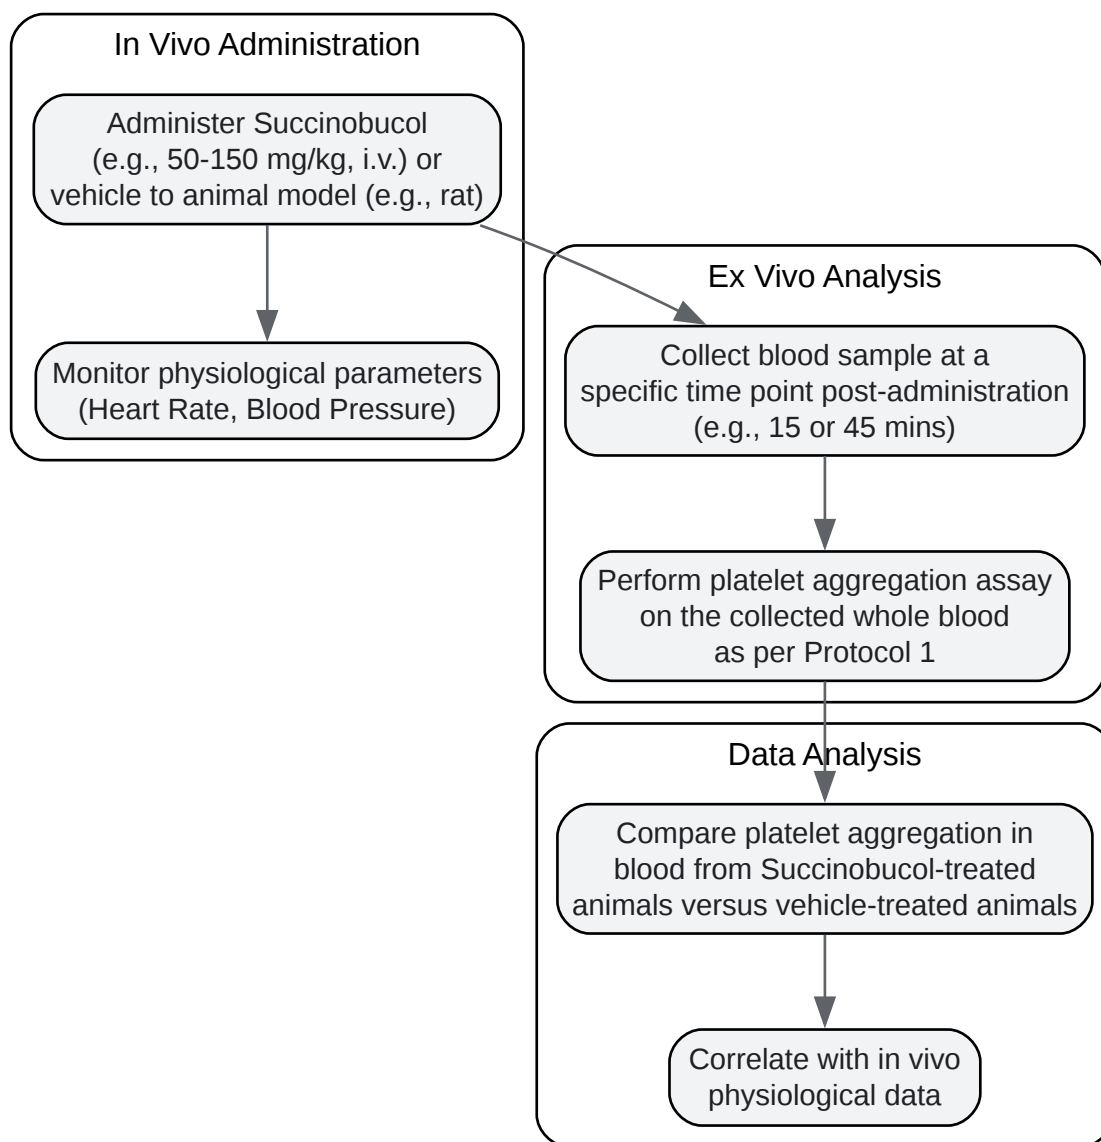 In Vivo Administration
Administer Succinobucol
(e.g., 50-150 mg/kg, i.v.) or
vehicle to animal model (e.g., rat)
Monitor physiological parameters
(Heart Rate, Blood Pressure)
Ex Vivo Analysis
Collect blood sample at a
specific time point post-administration
(e.g., 15 or 45 mins)
Perform platelet aggregation assay
on the collected whole blood
as per Protocol 1
Data Analysis
Compare platelet aggregation in
blood from Succinobucol-treated
animals versus vehicle-treated animals
Correlate with in vivo
physiological data